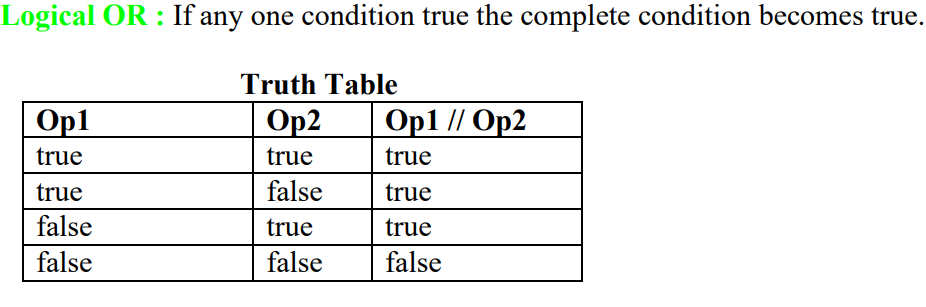 Logical OR : If any one condition true the complete condition becomes true.
Truth Table
Op1 Op2 Op1 // Op2
true true true
true false true
false true true
false false false